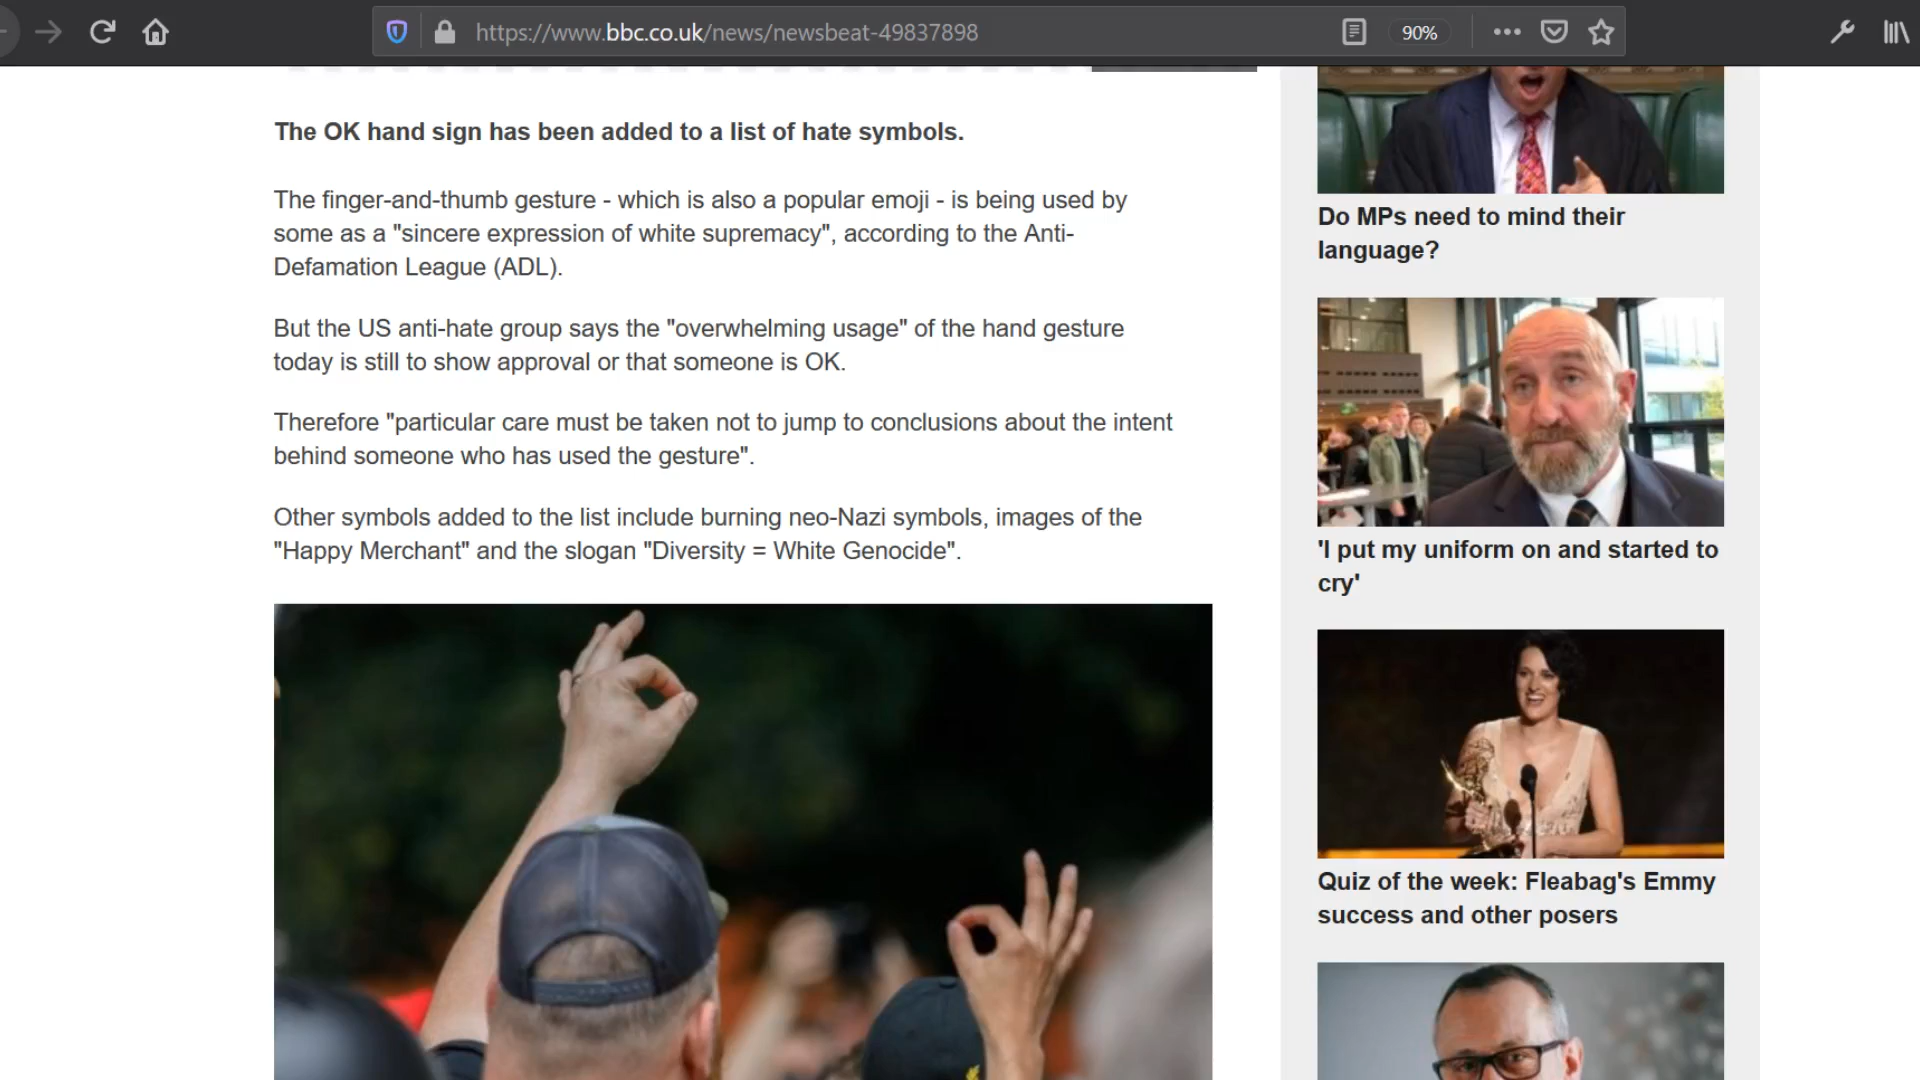 https://www.bbc.co.uk/news/newsbeat-49837898
90%
The OK hand sign has been added to a list of hate symbols.
The finger-and-thumb gesture - which is also a popular emoji - is being used by
some as a "sincere expression of white supremacy", according to the Anti-
Defamation League (ADL).
But the US anti-hate group says the "overwhelming usage" of the hand gesture
today is still to show approval or that someone is OK.
Therefore "particular care must be taken not to jump to conclusions about the intent
behind someone who has used the gesture".
Other symbols added to the list include burning neo-Nazi symbols, images of the
"Happy Merchant" and the slogan "Diversity = White Genocide".
Do MPs need to mind their
language?
'I put my uniform on and started to
cry'
Quiz of the week: Fleabag's Emmy
success and other posers